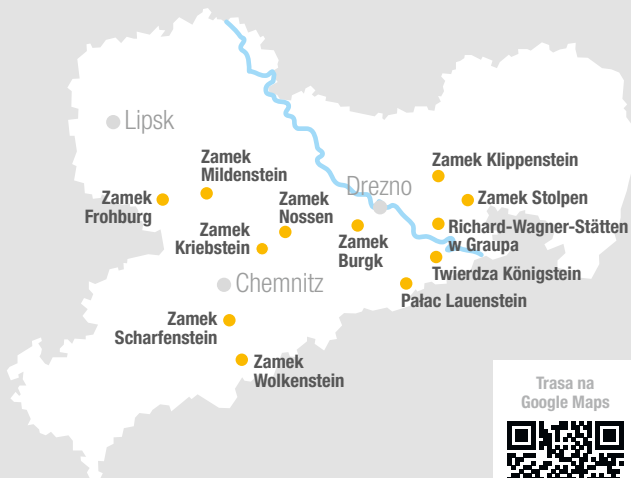 Lipsk
Zamek
Mildenstein
Zamek
Frohburg
Zamek
Nossen
Zamek
Kriebstein
Drezno
Zamek
Burgk
Zamek Klippenstein
Zamek Stolpen
Richard-Wagner-Stätten
w Graupa
Twierdza Königstein
Pałac Lauenstein
Chemnitz
Zamek
Scharfenstein
Zamek
Wolkenstein
Trasa na
Google Maps